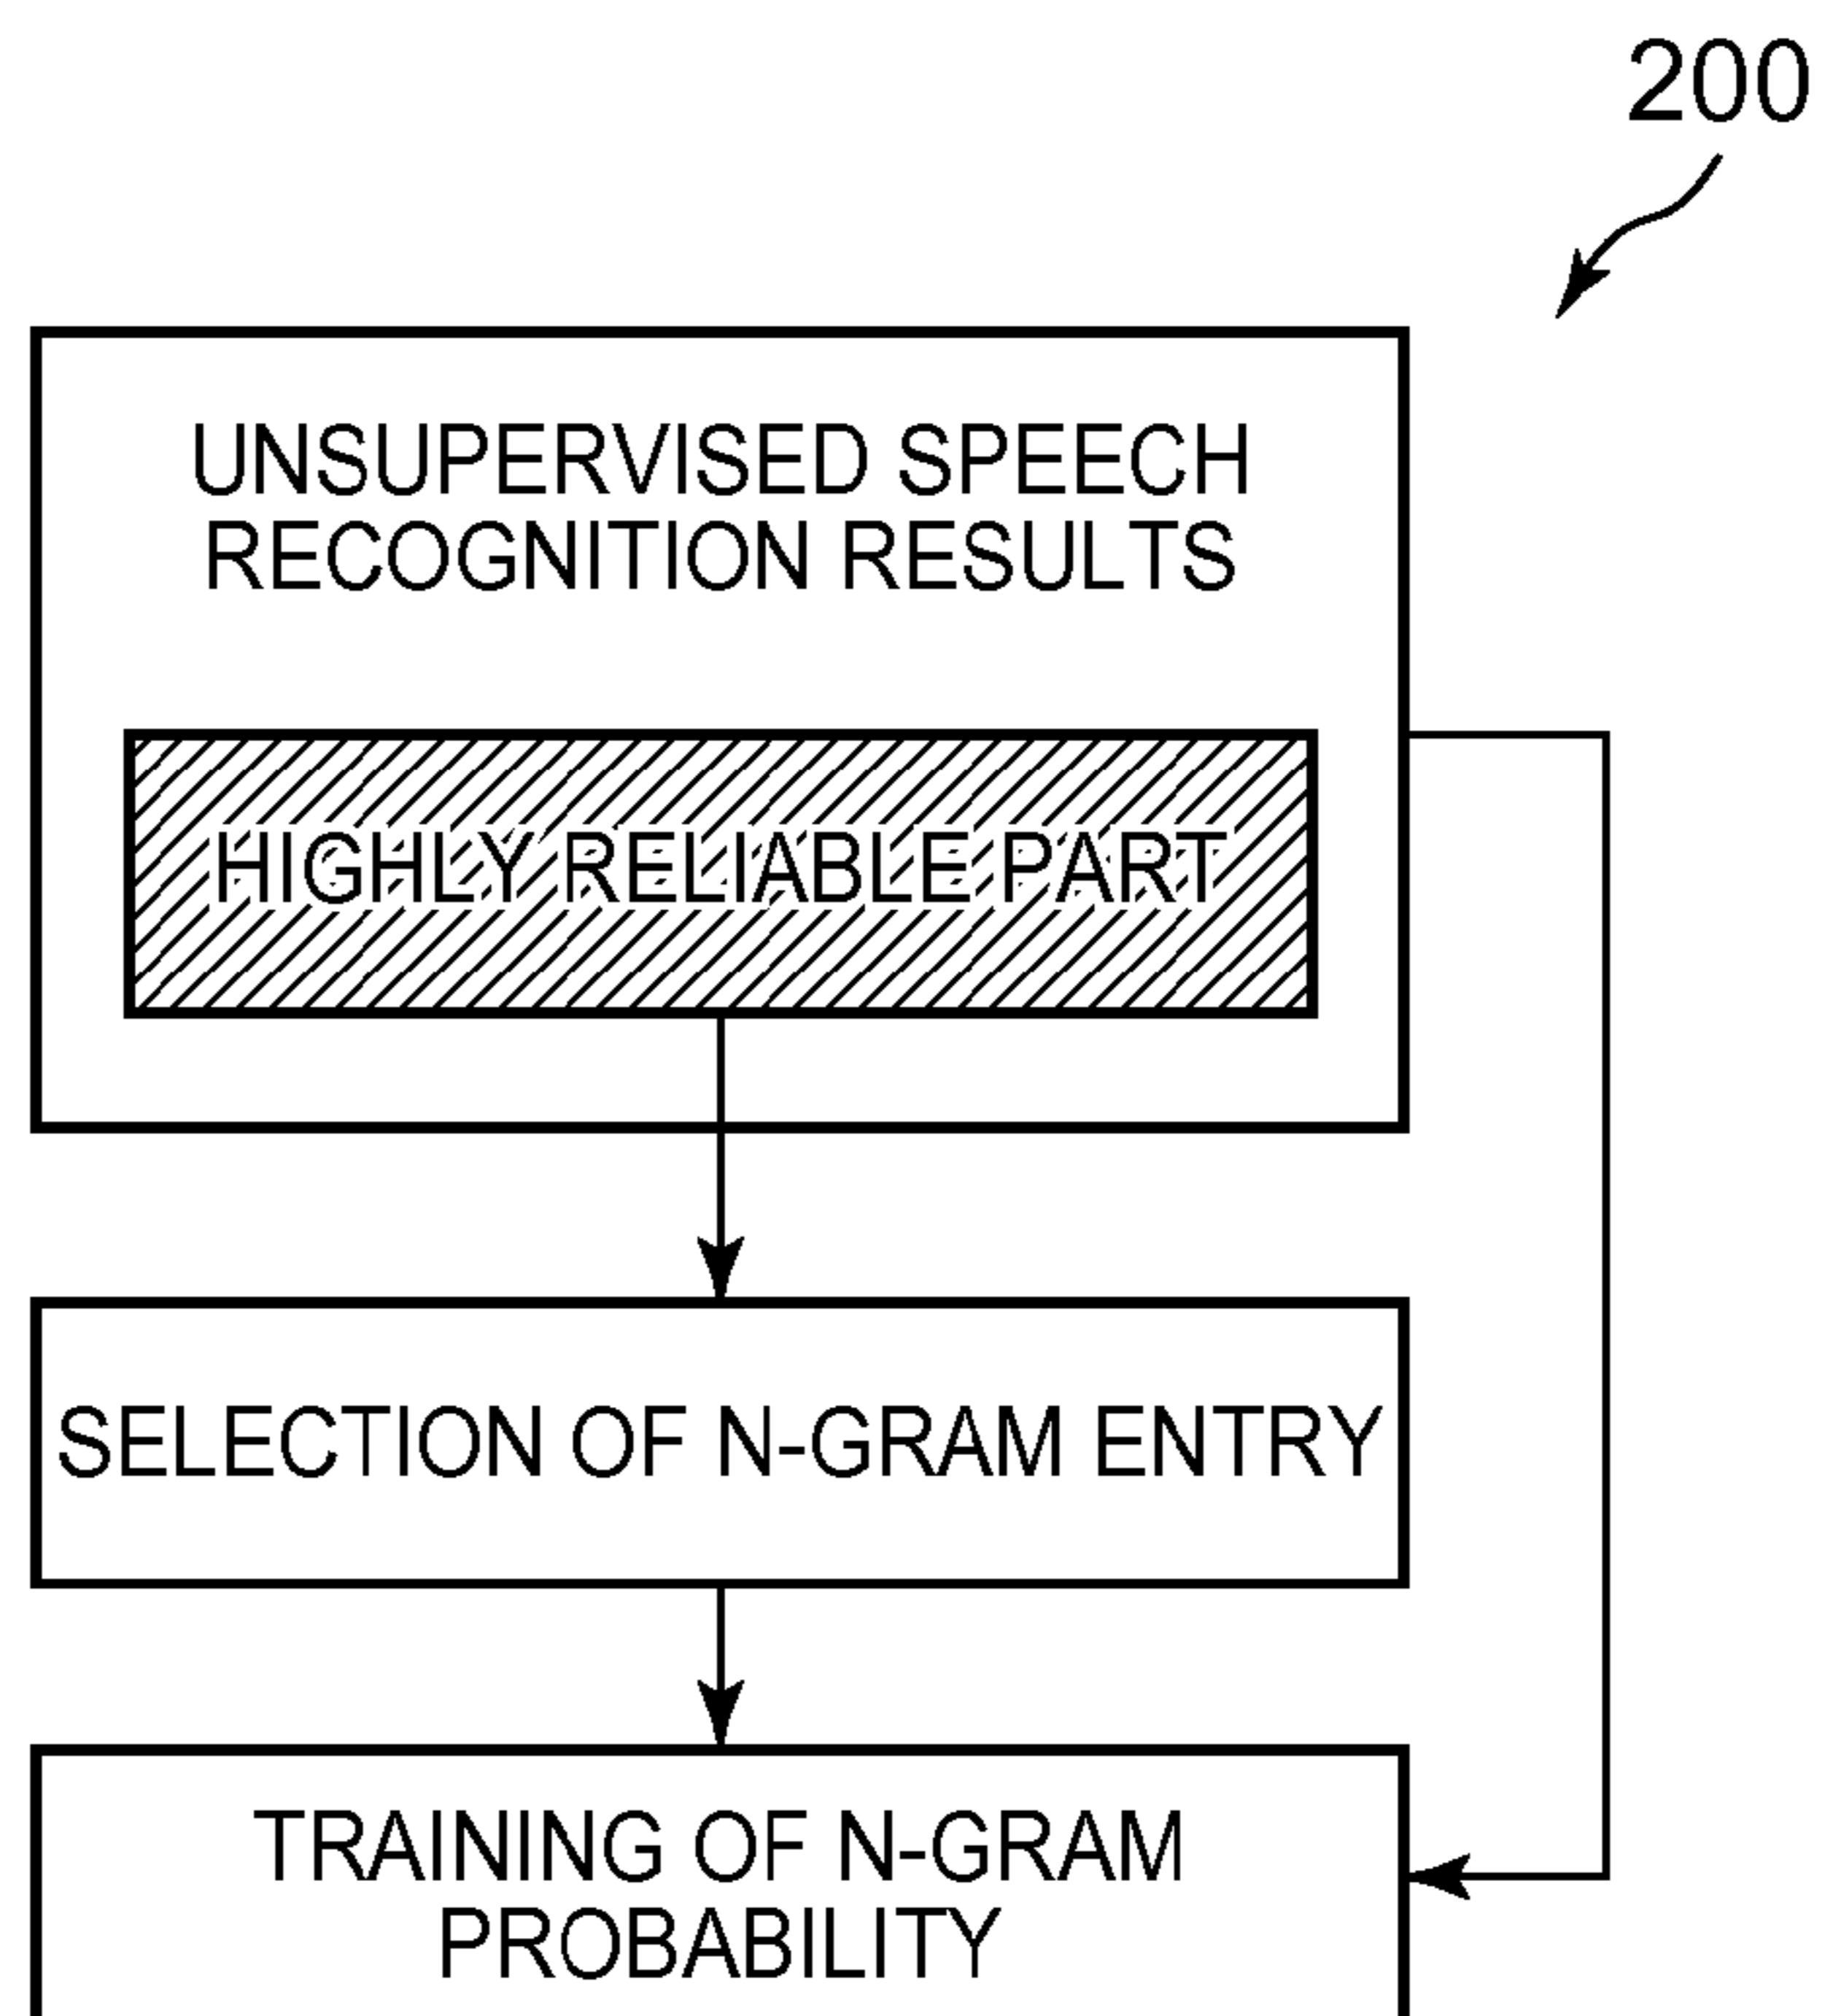 200
UNSUPERVISED SPEECH
RECOGNITION RESULTS
HIGHLY RELIABLE PART
SELECTION OF N-GRAM ENTRY
TRAINING OF N-GRAM
PROBABILITY